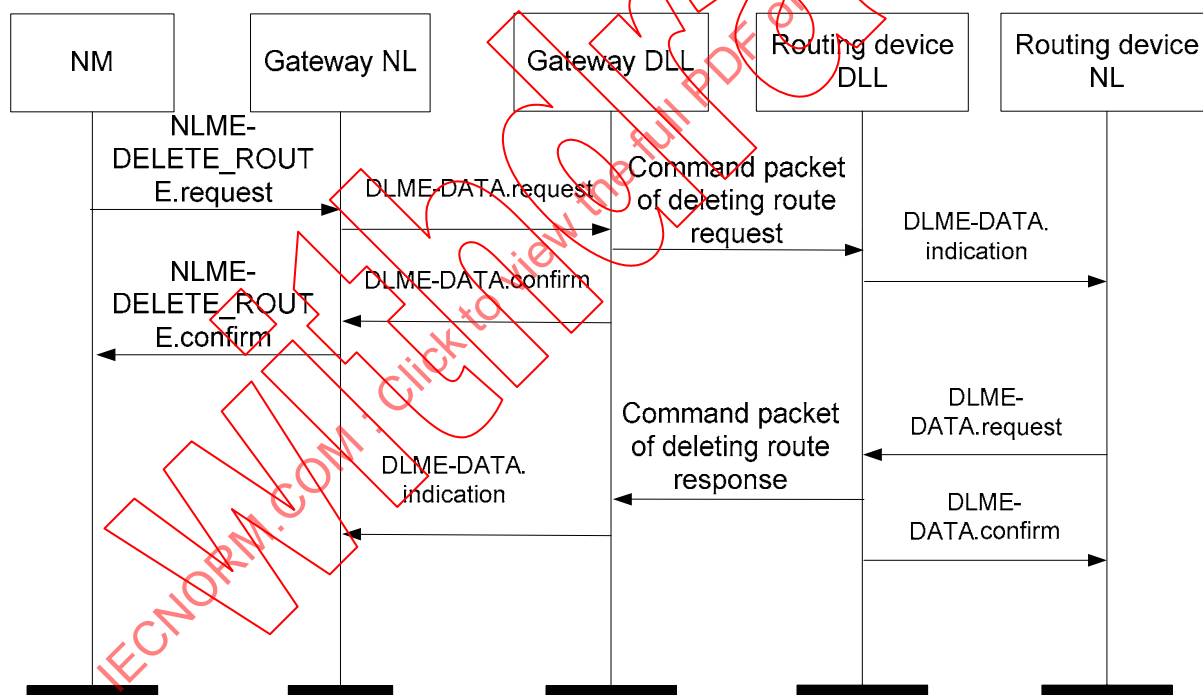 NM
Gateway NL
Gateway DLL
Routing device
DLL
Routing device
NL
NLME-
DELETE_ROUT
E.request
DLME-DATA.request
Command packet
of deleting route
request
DLME-DATA.
indication
NLME-
DELETE_ROUT
E.confirm
DLME-DATA.confirm
DLME-
DATA.request
Command packet
of deleting route
response
DLME-DATA.
indication
DLME-
DATA.confirm
IECNORM.COM : Click to view the full PDF of